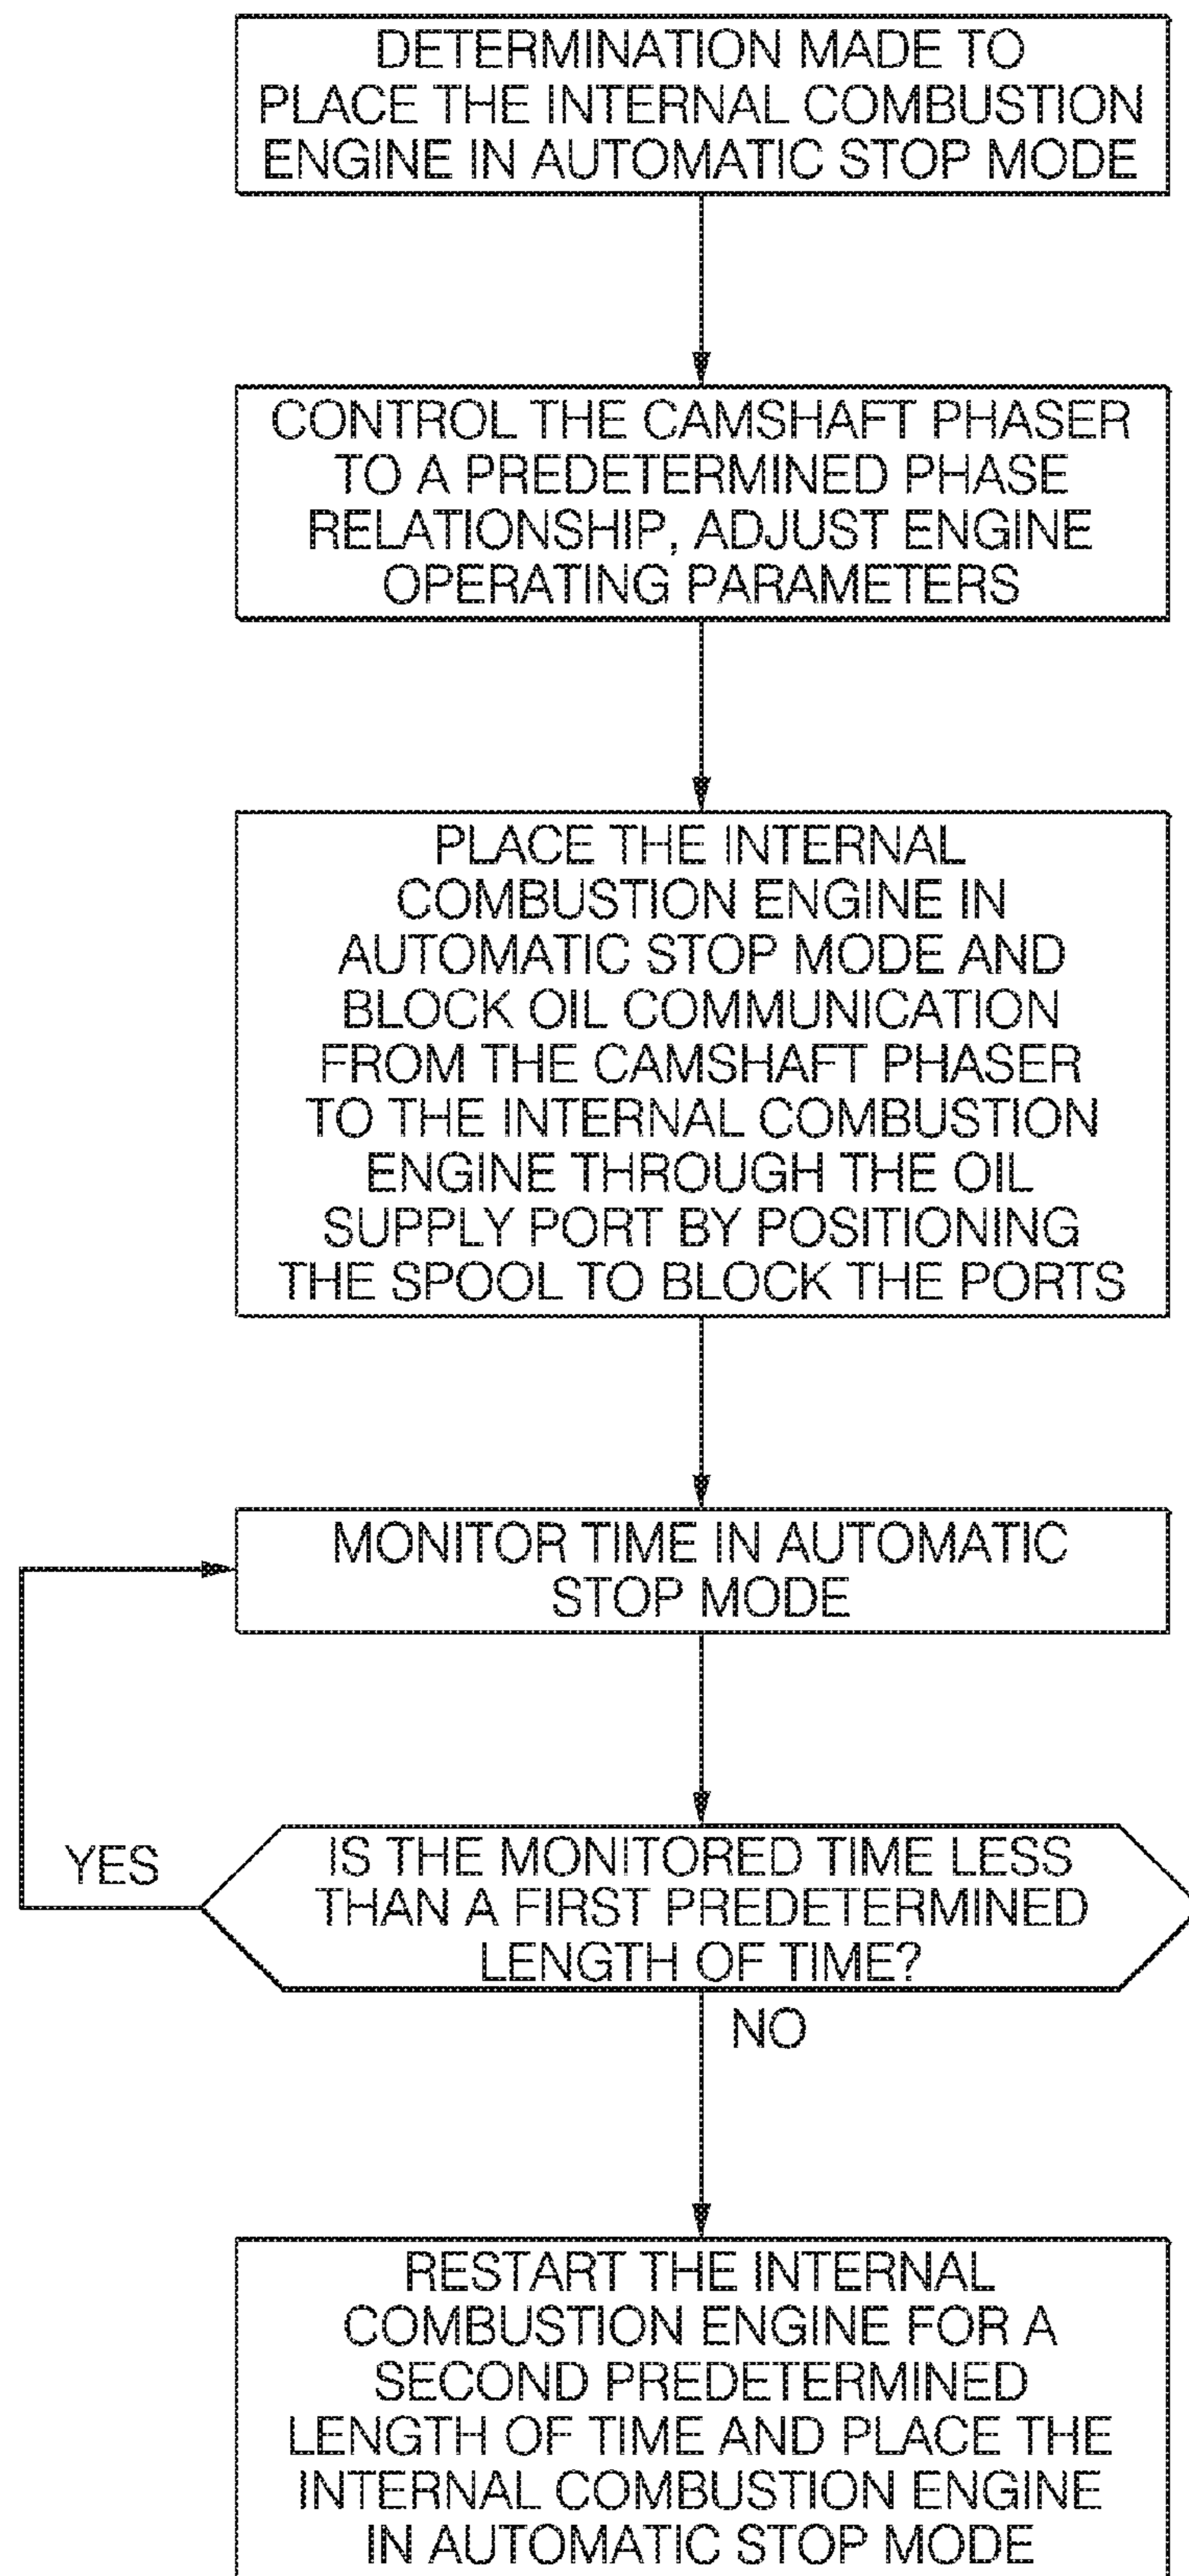 DETERMINATION MADE TO
PLACE THE INTERNAL COMBUSTION
ENGINE IN AUTOMATIC STOP MODE
CONTROL THE CAMSHAFT PHASER
TO A PREDETERMINED PHASE
RELATIONSHIP, ADJUST ENGINE
OPERATING PARAMETERS
PLACE THE INTERNAL
COMBUSTION ENGINE IN
AUTOMATIC STOP MODE AND
BLOCK OIL COMMUNICATION
FROM THE CAMSHAFT PHASER
TO THE INTERNAL COMBUSTION
ENGINE THROUGH THE OIL
SUPPLY PORT BY POSITIONING
THE SPOOL TO BLOCK THE PORTS
MONITOR TIME IN AUTOMATIC
STOP MODE
YES
IS THE MONITORED TIME LESS
THAN A FIRST PREDETERMINED
LENGTH OF TIME?
NO
RESTART THE INTERNAL
COMBUSTION ENGINE FOR A
SECOND PREDETERMINED
LENGTH OF TIME AND PLACE THE
INTERNAL COMBUSTION ENGINE
IN AUTOMATIC STOP MODE